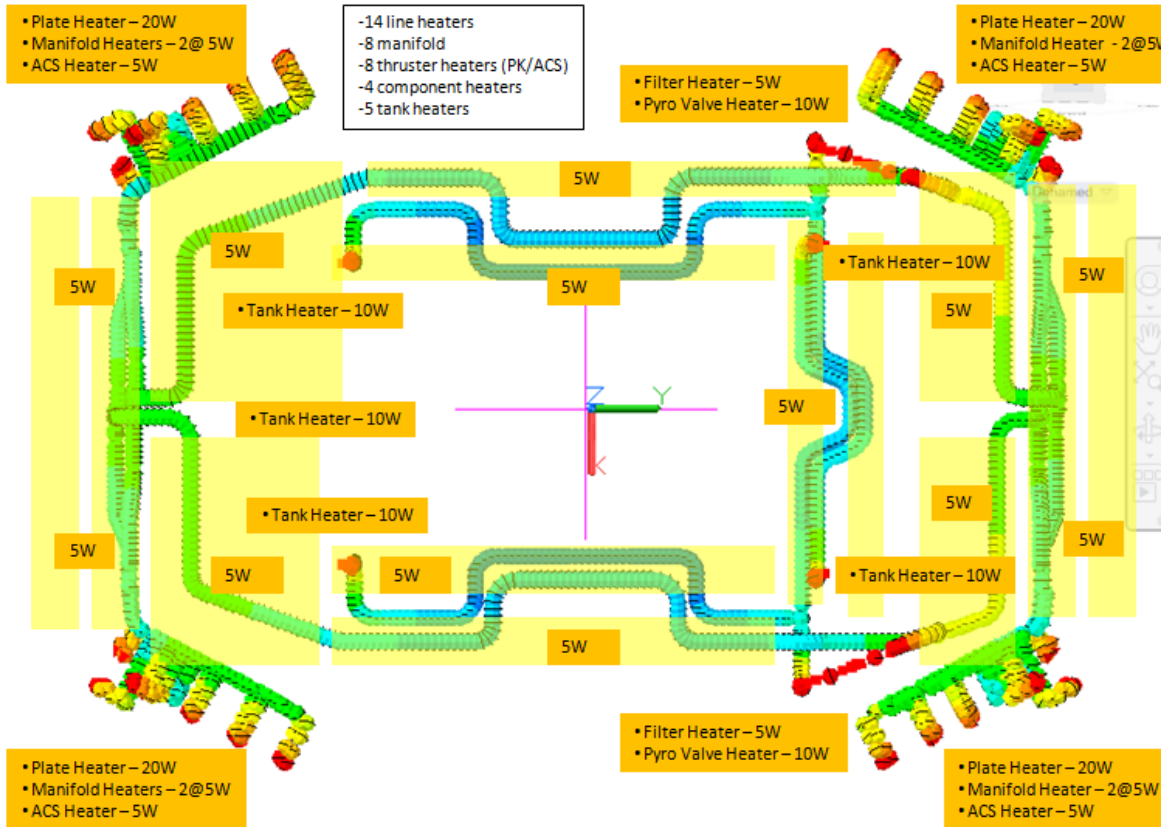 • Plate Heater – 20W
• Manifold Heaters – 2@ 5W
• ACS Heater – 5W
-14 line heaters
-8 manifold
-8 thruster heaters (PK/ACS)
-4 component heaters
-5 tank heaters
• Filter Heater – 5W
• Pyro Valve Heater – 10W
• Plate Heater – 20W
• Manifold Heater - 2@5W
• ACS Heater – 5W
5W
Unnamed
5W
• Tank Heater – 10W
5W
5W
5W
• Tank Heater – 10W
5W
5W
Z
Y
X
• Tank Heater – 10W
5W
• Tank Heater – 10W
5W
5W
5W
5W
5W
• Tank Heater – 10W
5W
• Filter Heater – 5W
• Pyro Valve Heater – 10W
• Plate Heater – 20W
• Manifold Heaters – 2@5W
• ACS Heater – 5W
• Plate Heater – 20W
• Manifold Heater – 2@5W
• ACS Heater – 5W